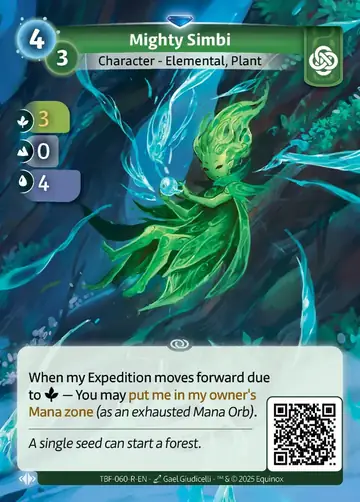 4
Mighty Simbi
3
Character - Elemental, Plant
3
0
4
When my Expedition moves forward due
to — You may put me in my owner's
Mana zone (as an exhausted Mana Orb).
A single seed can start a forest.
TBF-060-R-EN - Gael Giudicelli - ™ & © 2025 Equinox